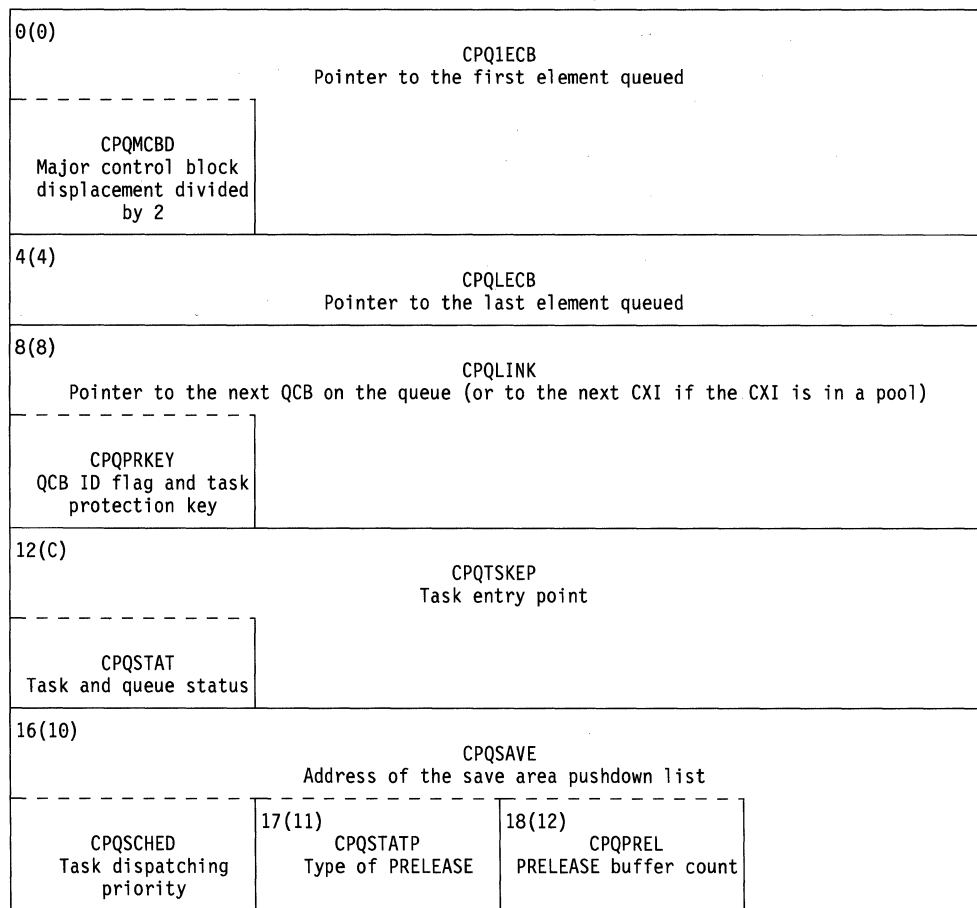 0(0)
CPQ1ECB
Pointer to the first element queued
CPQMCBD
Major control block
displacement divided
by 2
4(4)
CPQLECB
Pointer to the last element queued
8(8)
CPQLINK
Pointer to the next QCB on the queue (or to the next CXI if the CXI is in a pool)
CPQPRKEY
QCB ID flag and task
protection key
12(C)
CPQTSKEP
Task entry point
CPQSTAT
Task and queue status
16(10)
CPQSAVE
Address of the save area pushdown list
CPQSCHED
Task dispatching
priority
17(11)
CPQSTATP
Type of PRELEASE
18(12)
CPQPREL
PRELEASE buffer count